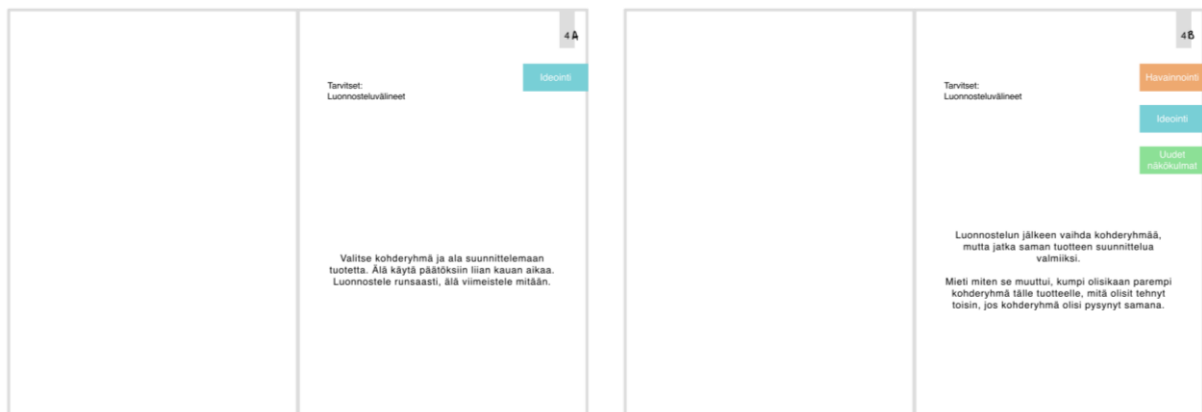 4A
Ideointi
Tarvitset:
Luonnosteluvälineet
Valitse kohderyhmä ja ala suunnittelemaan
tuotetta. Älä käytä päätöksiin liian kauan aikaa.
Luonnostele runsaasti, älä viimeistele mitään.
4B
Havainnointi
Tarvitset:
Luonnosteluvälineet
Ideointi
Uudet
näkökulmat
Luonnostelun jälkeen vaihda kohderyhmää,
mutta jatka saman tuotteen suunnittelua
valmiiksi.
Mieti miten se muuttui, kumpi olisikaan parempi
kohderyhmä tälle tuotteelle, mitä olisit tehnyt
toisin, jos kohderyhmä olisi pysynyt samana.